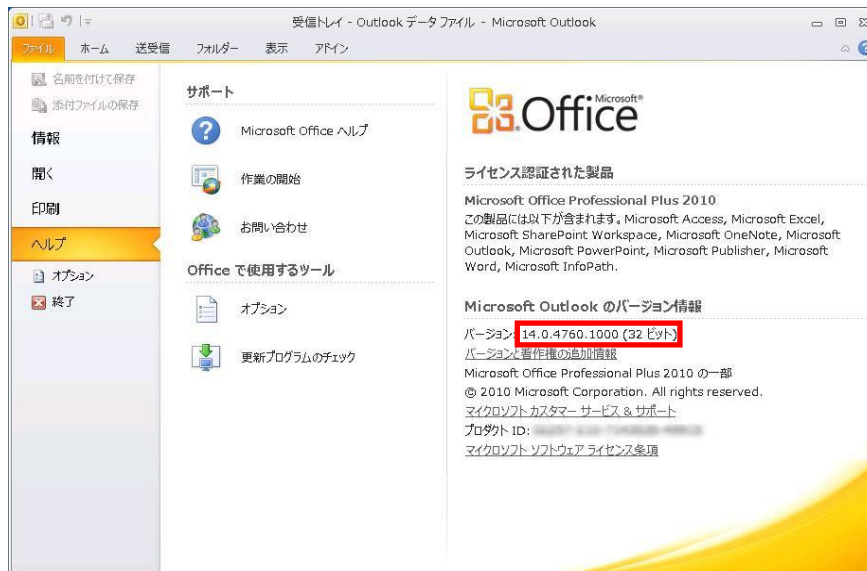 受信トレイ - Outlook データ ファイル - Microsoft Outlook
ファイル ホーム 送受信 フォルダー 表示 アドイン
名前を付けて保存
添付ファイルの保存
情報
開く
印刷
ヘルプ
オプション
終了
サポート
Microsoft Office ヘルプ
作業の開始
お問い合わせ
Office で使用するツール
オプション
更新プログラムのチェック
Microsoft®
Office
ライセンス認証された製品
Microsoft Office Professional Plus 2010
この製品には以下が含まれます。Microsoft Access, Microsoft Excel,
Microsoft SharePoint Workspace, Microsoft OneNote, Microsoft
Outlook, Microsoft PowerPoint, Microsoft Publisher, Microsoft
Word, Microsoft InfoPath.
Microsoft Outlook のバージョン情報
バージョン: 14.0.4760.1000 (32 ビット)
バージョンと著作権の追加情報
Microsoft Office Professional Plus 2010 の一部
© 2010 Microsoft Corporation. All rights reserved.
マイクロソフト カスタマー サービス & サポート
プロダクト ID:
マイクロソフト ソフトウェア ライセンス条項